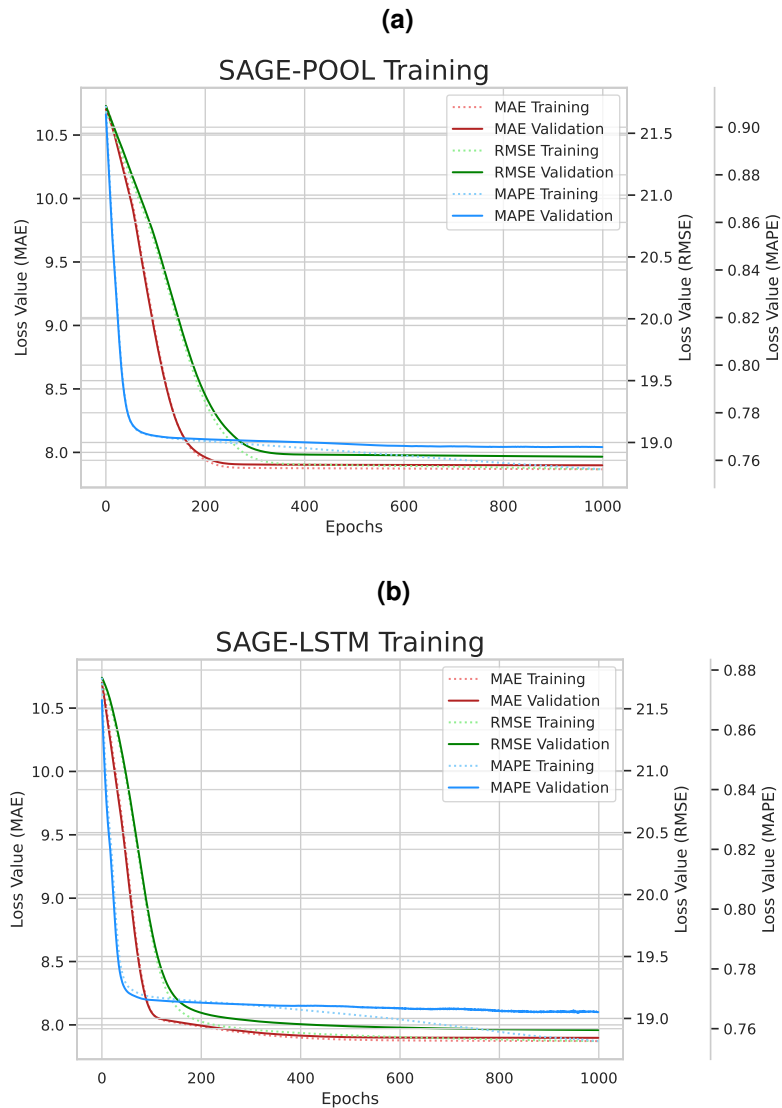 (a)
SAGE-POOL Training
MAE Training
MAE Validation
RMSE Training
RMSE Validation
MAPE Training
MAPE Validation
Loss Value (MAE)
10.5
10.0
9.5
9.0
8.5
8.0
Loss Value (RMSE)
21.5
21.0
20.5
20.0
19.5
19.0
Loss Value (MAPE)
0.90
0.88
0.86
0.84
0.82
0.80
0.78
0.76
0 200 400 600 800 1000
Epochs
(b)
SAGE-LSTM Training
MAE Training
MAE Validation
RMSE Training
RMSE Validation
MAPE Training
MAPE Validation
Loss Value (MAE)
10.5
10.0
9.5
9.0
8.5
8.0
Loss Value (RMSE)
21.5
21.0
20.5
20.0
19.5
19.0
Loss Value (MAPE)
0.88
0.86
0.84
0.82
0.80
0.78
0.76
0 200 400 600 800 1000
Epochs